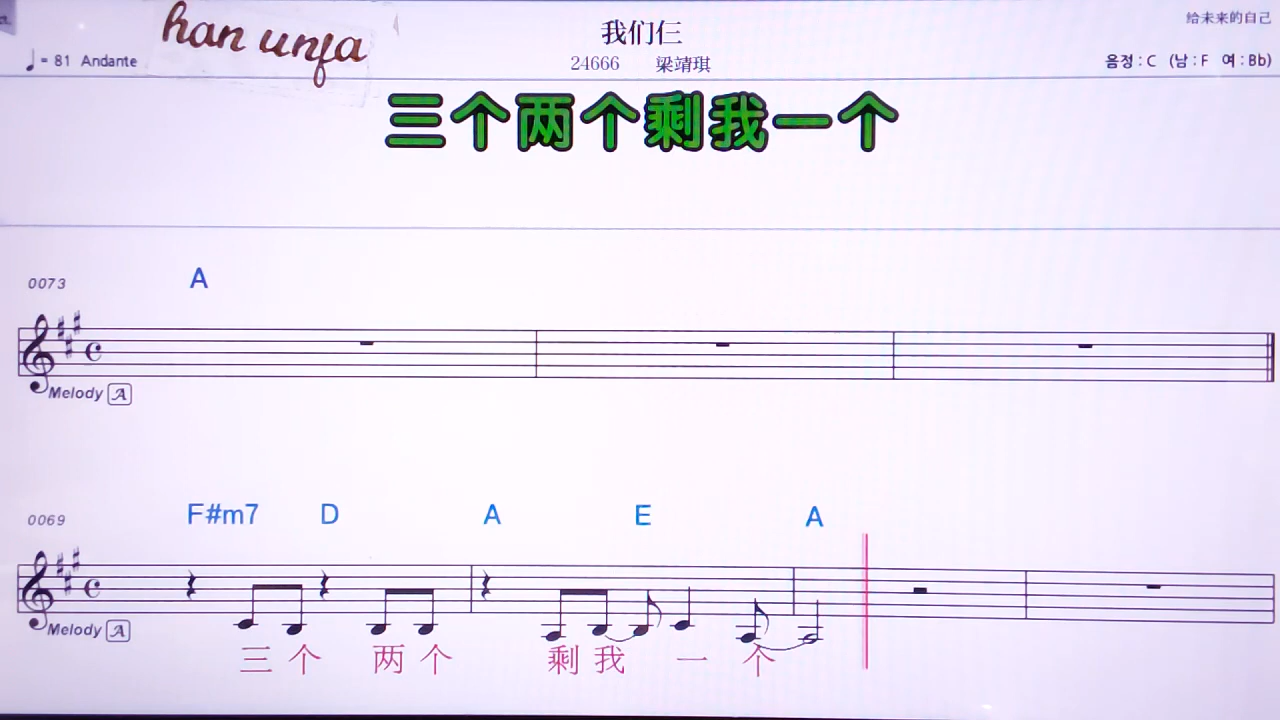 han unfa
我们仨
给未来的自己
♩= 81 Andante
24666 梁靖琪
음정 : C (남 : F 여 : Bb)
三个两个剩我一个
0073
A
Melody A
0069
F#m7 D A E A
Melody A
三 个 两 个 剩 我 一 个